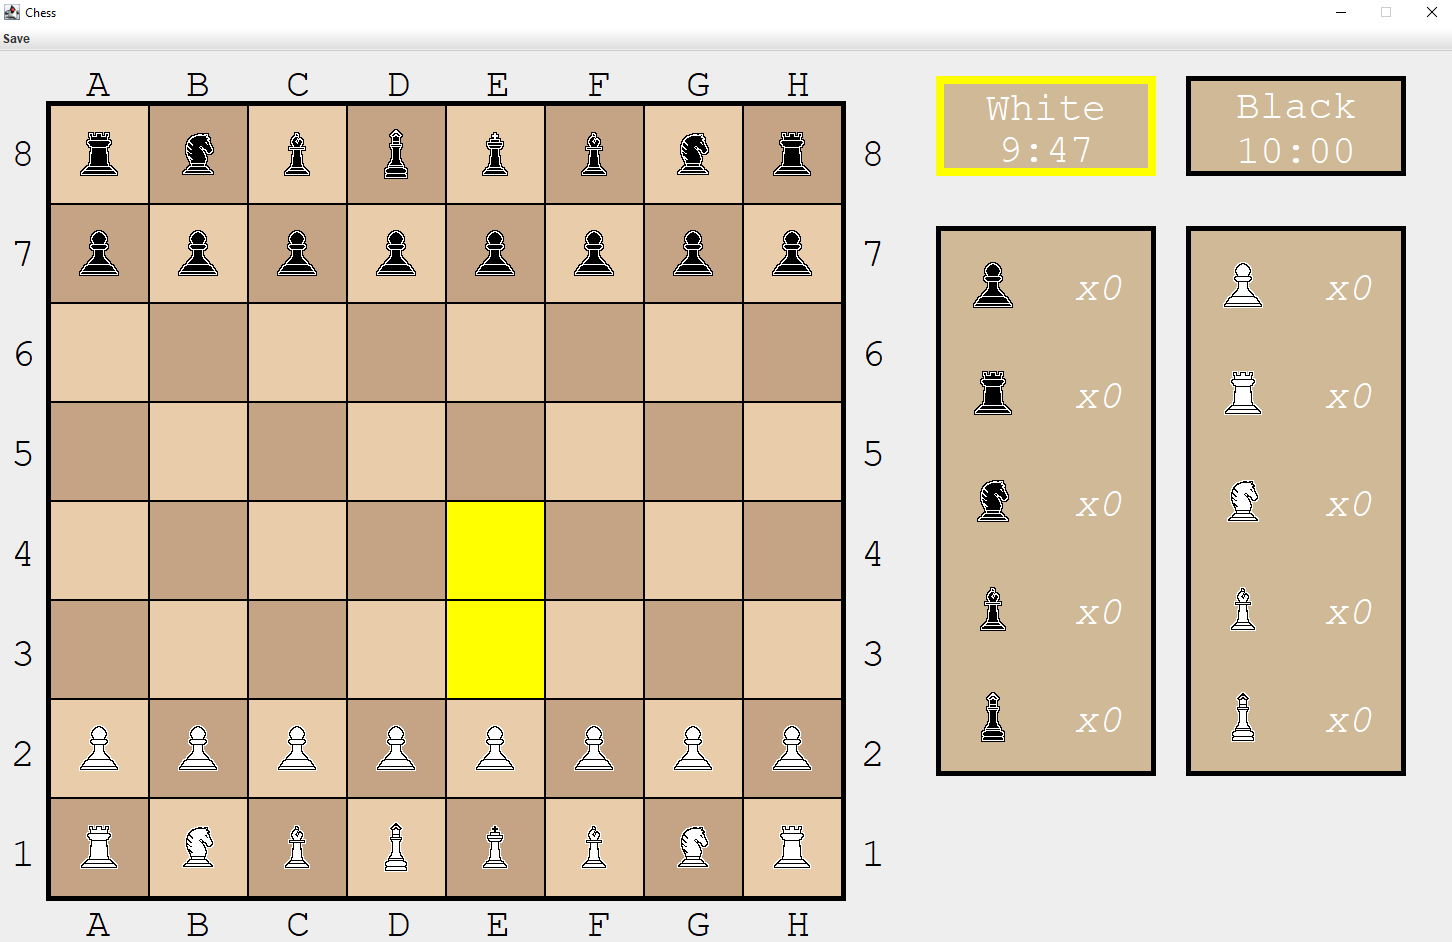 Chess
Save
A B C D E F G H
8 8
7 7
6 6
5 5
4 4
3 3
2 2
1 1
A B C D E F G H
White
9:47
Black
10:00
x0 x0
x0 x0
x0 x0
x0 x0
x0 x0